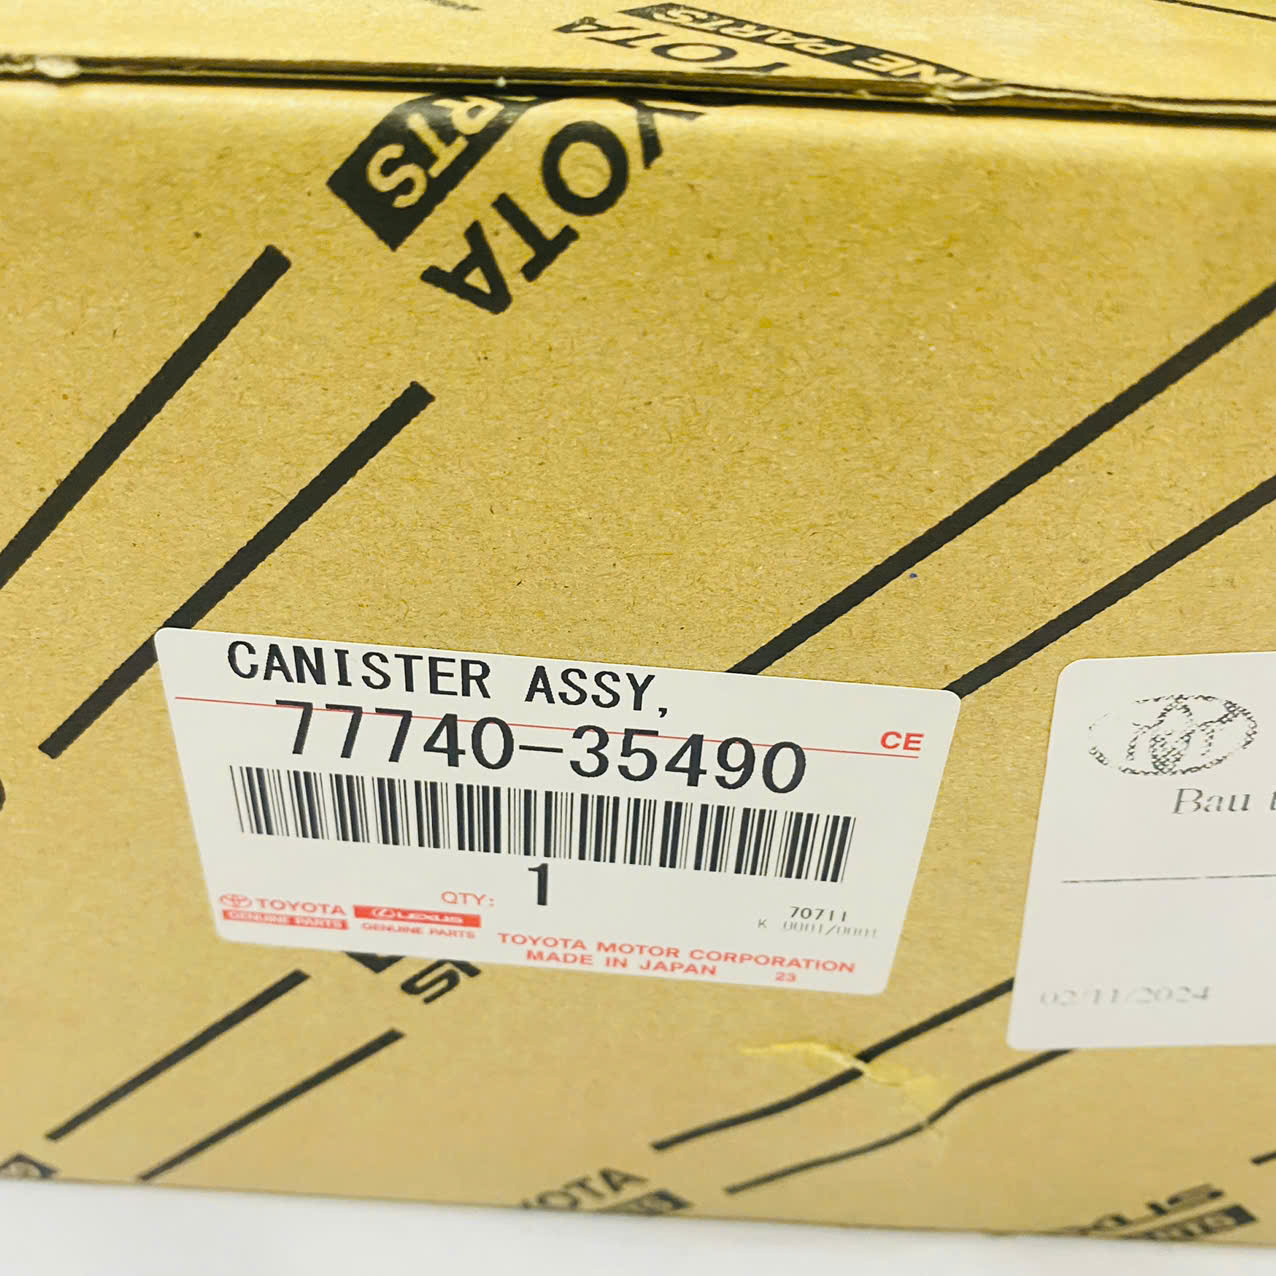 TOYOTA
PARTS
CANISTER ASSY,
77740-35490
CE
1
QTY:
TOYOTA
GENUINE PARTS
LEXUS
GENUINE PARTS
70711
K 0001/0001
TOYOTA MOTOR CORPORATION
MADE IN JAPAN 23
Bau
02/11/2024